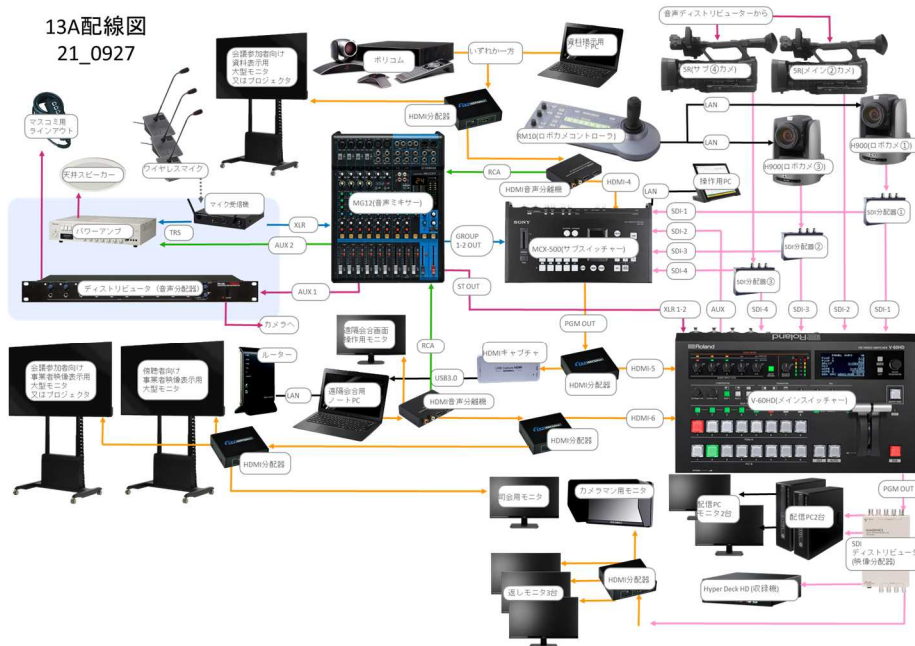 13A配線図
21_0927
会議参加者向け
資料表示用
大型モニタ
又はプロジェクタ
ポリコム
いずれか一方
資料提示用
PC
音声ディストリビューターから
5R(サブ④カメ)
5R(メイン②カメ)
マスコミ用
ラインアウト
ワイヤレスマイク
HDMI分配器
RM10(ロボカメコントローラ)
LAN
LAN
H900(ロボカメ③)
H900(ロボカメ①)
天井スピーカー
マイク受信機
RCA
HDMI音声分離機
HDMI-4
LAN
操作用PC
MG12(音声ミキサー)
XLR
TRS
パワーアンプ
AUX 2
GROUP
1-2 OUT
SONY
MCX-500(サブスイッチャー)
SDI-1
SDI-2
SDI-3
SDI-4
SDI分配器①
SDI分配器②
SDI分配器③
ディストリビュータ (音声分配器)
AUX 1
ST OUT
カメラへ
XLR 1-2
AUX
SDI-4
SDI-3
SDI-2
SDI-1
PGM OUT
遠隔会合画面
操作用モニタ
RCA
Roland
Roland
V-60HD
会議参加者向け
事業者映像表示用
大型モニタ
又はプロジェクタ
傍聴者向け
事業者映像表示用
大型モニタ
ルーター
LAN
遠隔会合用
ノートPC
USB3.0
HDMIキャプチャ
HDMI分配器
HDMI-5
HDMI音声分離機
HDMI-6
V-60HD(メインスイッチャー)
HDMI分配器
HDMI分配器
PGM OUT
司会用モニタ
カメラマン用モニタ
配信PC
モニタ2台
配信PC2台
SDI
ディストリビュータ
(映像分配器)
返しモニタ3台
HDMI分配器
Hyper Deck HD (収録機)